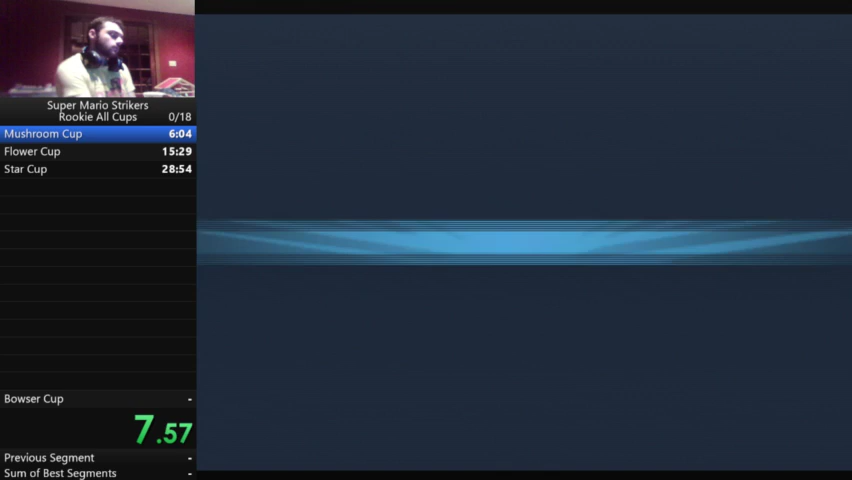 Super Mario Strikers
Rookie All Cups 0/18
Mushroom Cup 6:04
Flower Cup 15:29
Star Cup 28:54
Bowser Cup -
7.57
Previous Segment -
Sum of Best Segments -